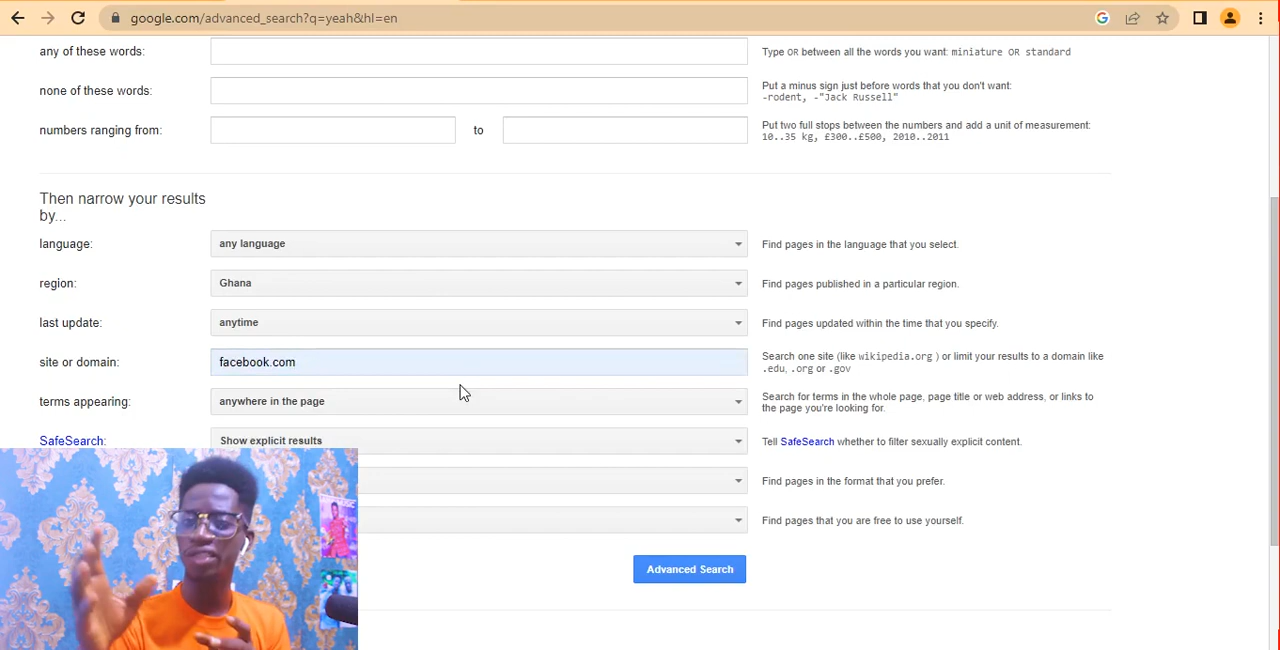 google.com/advanced_search?q=yeah&hl=en
any of these words:
Type OR between all the words you want: miniature OR standard
none of these words:
Put a minus sign just before words that you don't want:
-rodent, -"Jack Russell"
numbers ranging from:
to
Put two full stops between the numbers and add a unit of measurement:
10..35 kg, £300..£500, 2010..2011
Then narrow your results
by...
language:
any language
Find pages in the language that you select.
region:
Ghana
Find pages published in a particular region.
last update:
anytime
Find pages updated within the time that you specify.
site or domain:
facebook.com
Search one site (like wikipedia.org ) or limit your results to a domain like
.edu, .org or .gov
terms appearing:
anywhere in the page
Search for terms in the whole page, page title or web address, or links to
the page you're looking for.
SafeSearch:
Show explicit results
Tell SafeSearch whether to filter sexually explicit content.
Find pages in the format that you prefer.
Find pages that you are free to use yourself.
Advanced Search